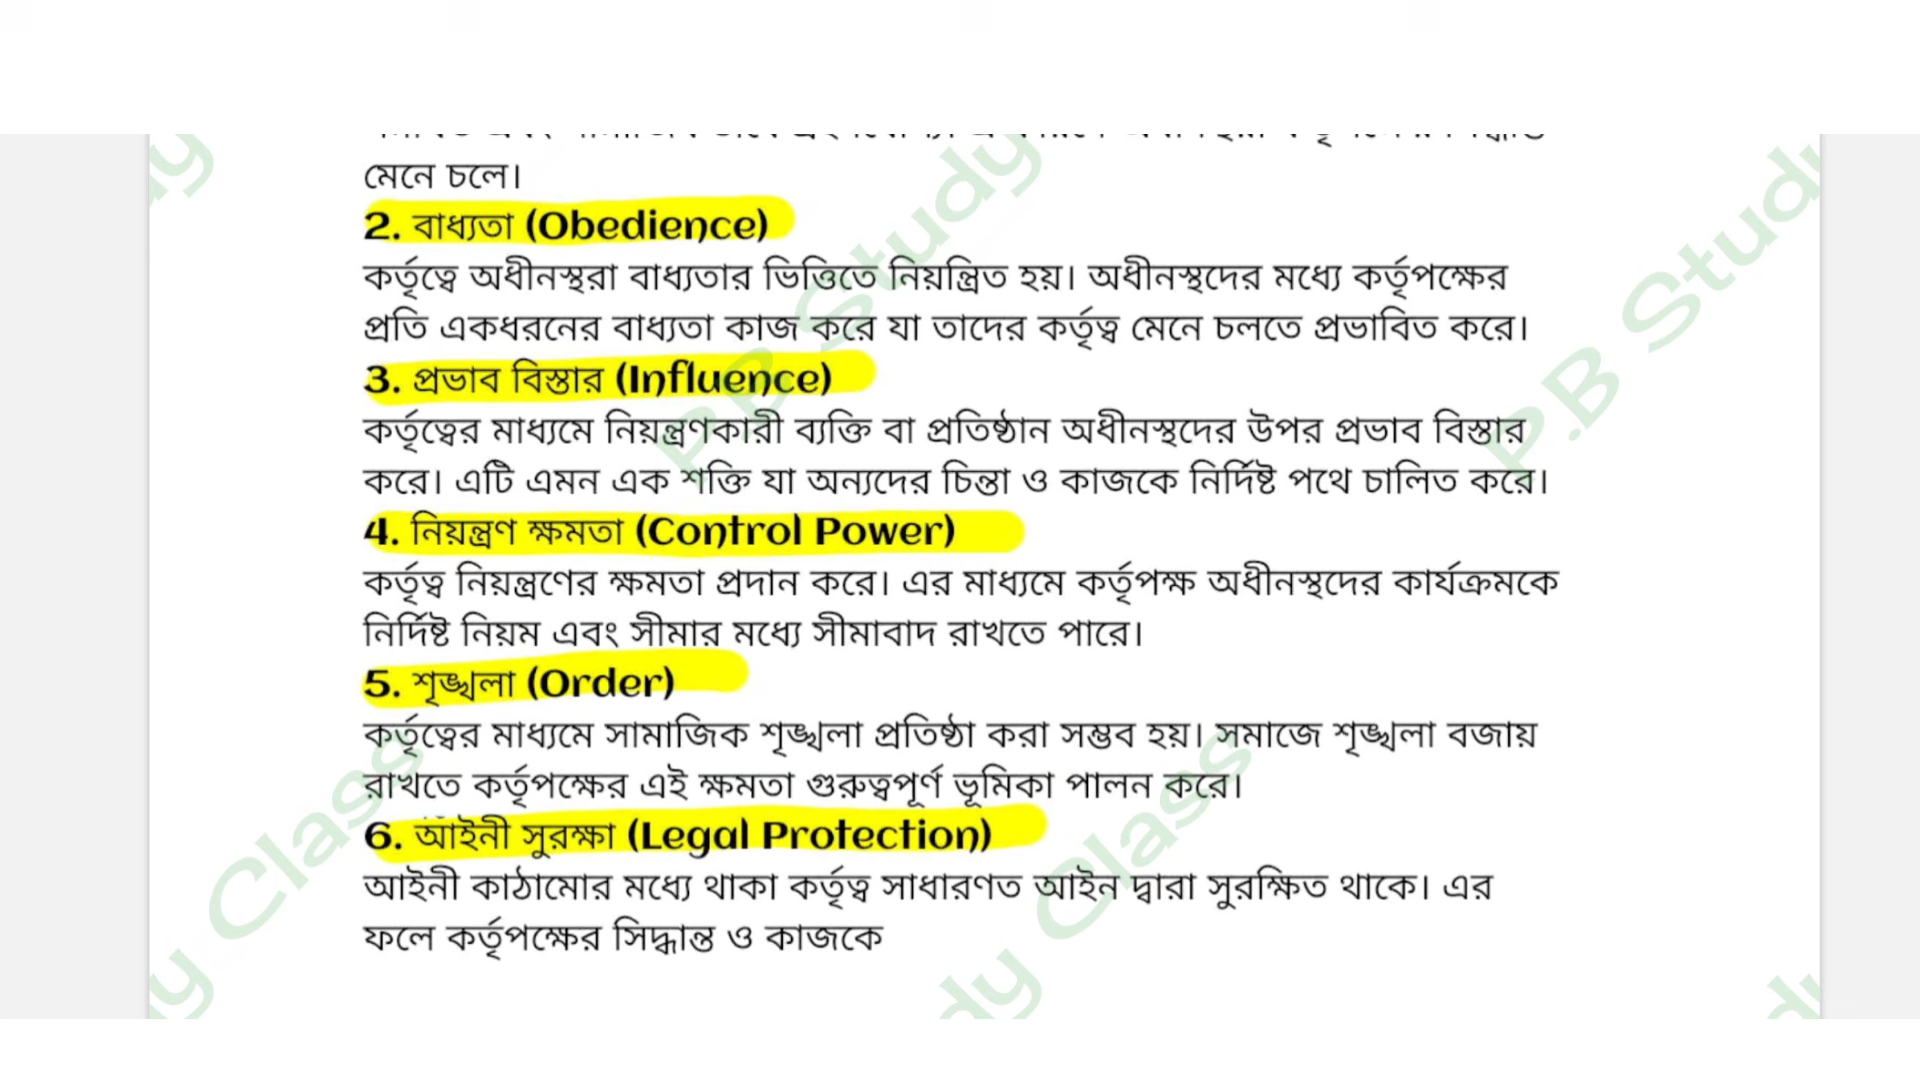 মেনে চলে।
2. বাধ্যতা (Obedience)
কর্তৃত্বে অধীনস্থরা বাধ্যতার ভিত্তিতে নিয়ন্ত্রিত হয়। অধীনস্থদের মধ্যে কর্তৃপক্ষের
প্রতি একধরনের বাধ্যতা কাজ করে যা তাদের কর্তৃত্ব মেনে চলতে প্রভাবিত করে।
3. প্রভাব বিস্তার (Influence)
কর্তৃত্বের মাধ্যমে নিয়ন্ত্রণকারী ব্যক্তি বা প্রতিষ্ঠান অধীনস্থদের উপর প্রভাব বিস্তার
করে। এটি এমন এক শক্তি যা অন্যদের চিন্তা ও কাজকে নির্দিষ্ট পথে চালিত করে।
4. নিয়ন্ত্রণ ক্ষমতা (Control Power)
কর্তৃত্ব নিয়ন্ত্রণের ক্ষমতা প্রদান করে। এর মাধ্যমে কর্তৃপক্ষ অধীনস্থদের কার্যক্রমকে
নির্দিষ্ট নিয়ম এবং সীমার মধ্যে সীমাবাদ রাখতে পারে।
5. শৃঙ্খলা (Order)
কর্তৃত্বের মাধ্যমে সামাজিক শৃঙ্খলা প্রতিষ্ঠা করা সম্ভব হয়। সমাজে শৃঙ্খলা বজায়
রাখতে কর্তৃপক্ষের এই ক্ষমতা গুরুত্বপূর্ণ ভূমিকা পালন করে।
6. আইনী সুরক্ষা (Legal Protection)
আইনী কাঠামোর মধ্যে থাকা কর্তৃত্ব সাধারণত আইন দ্বারা সুরক্ষিত থাকে। এর
ফলে কর্তৃপক্ষের সিদ্ধান্ত ও কাজকে
P.B Study
P.B Study
Class
Class